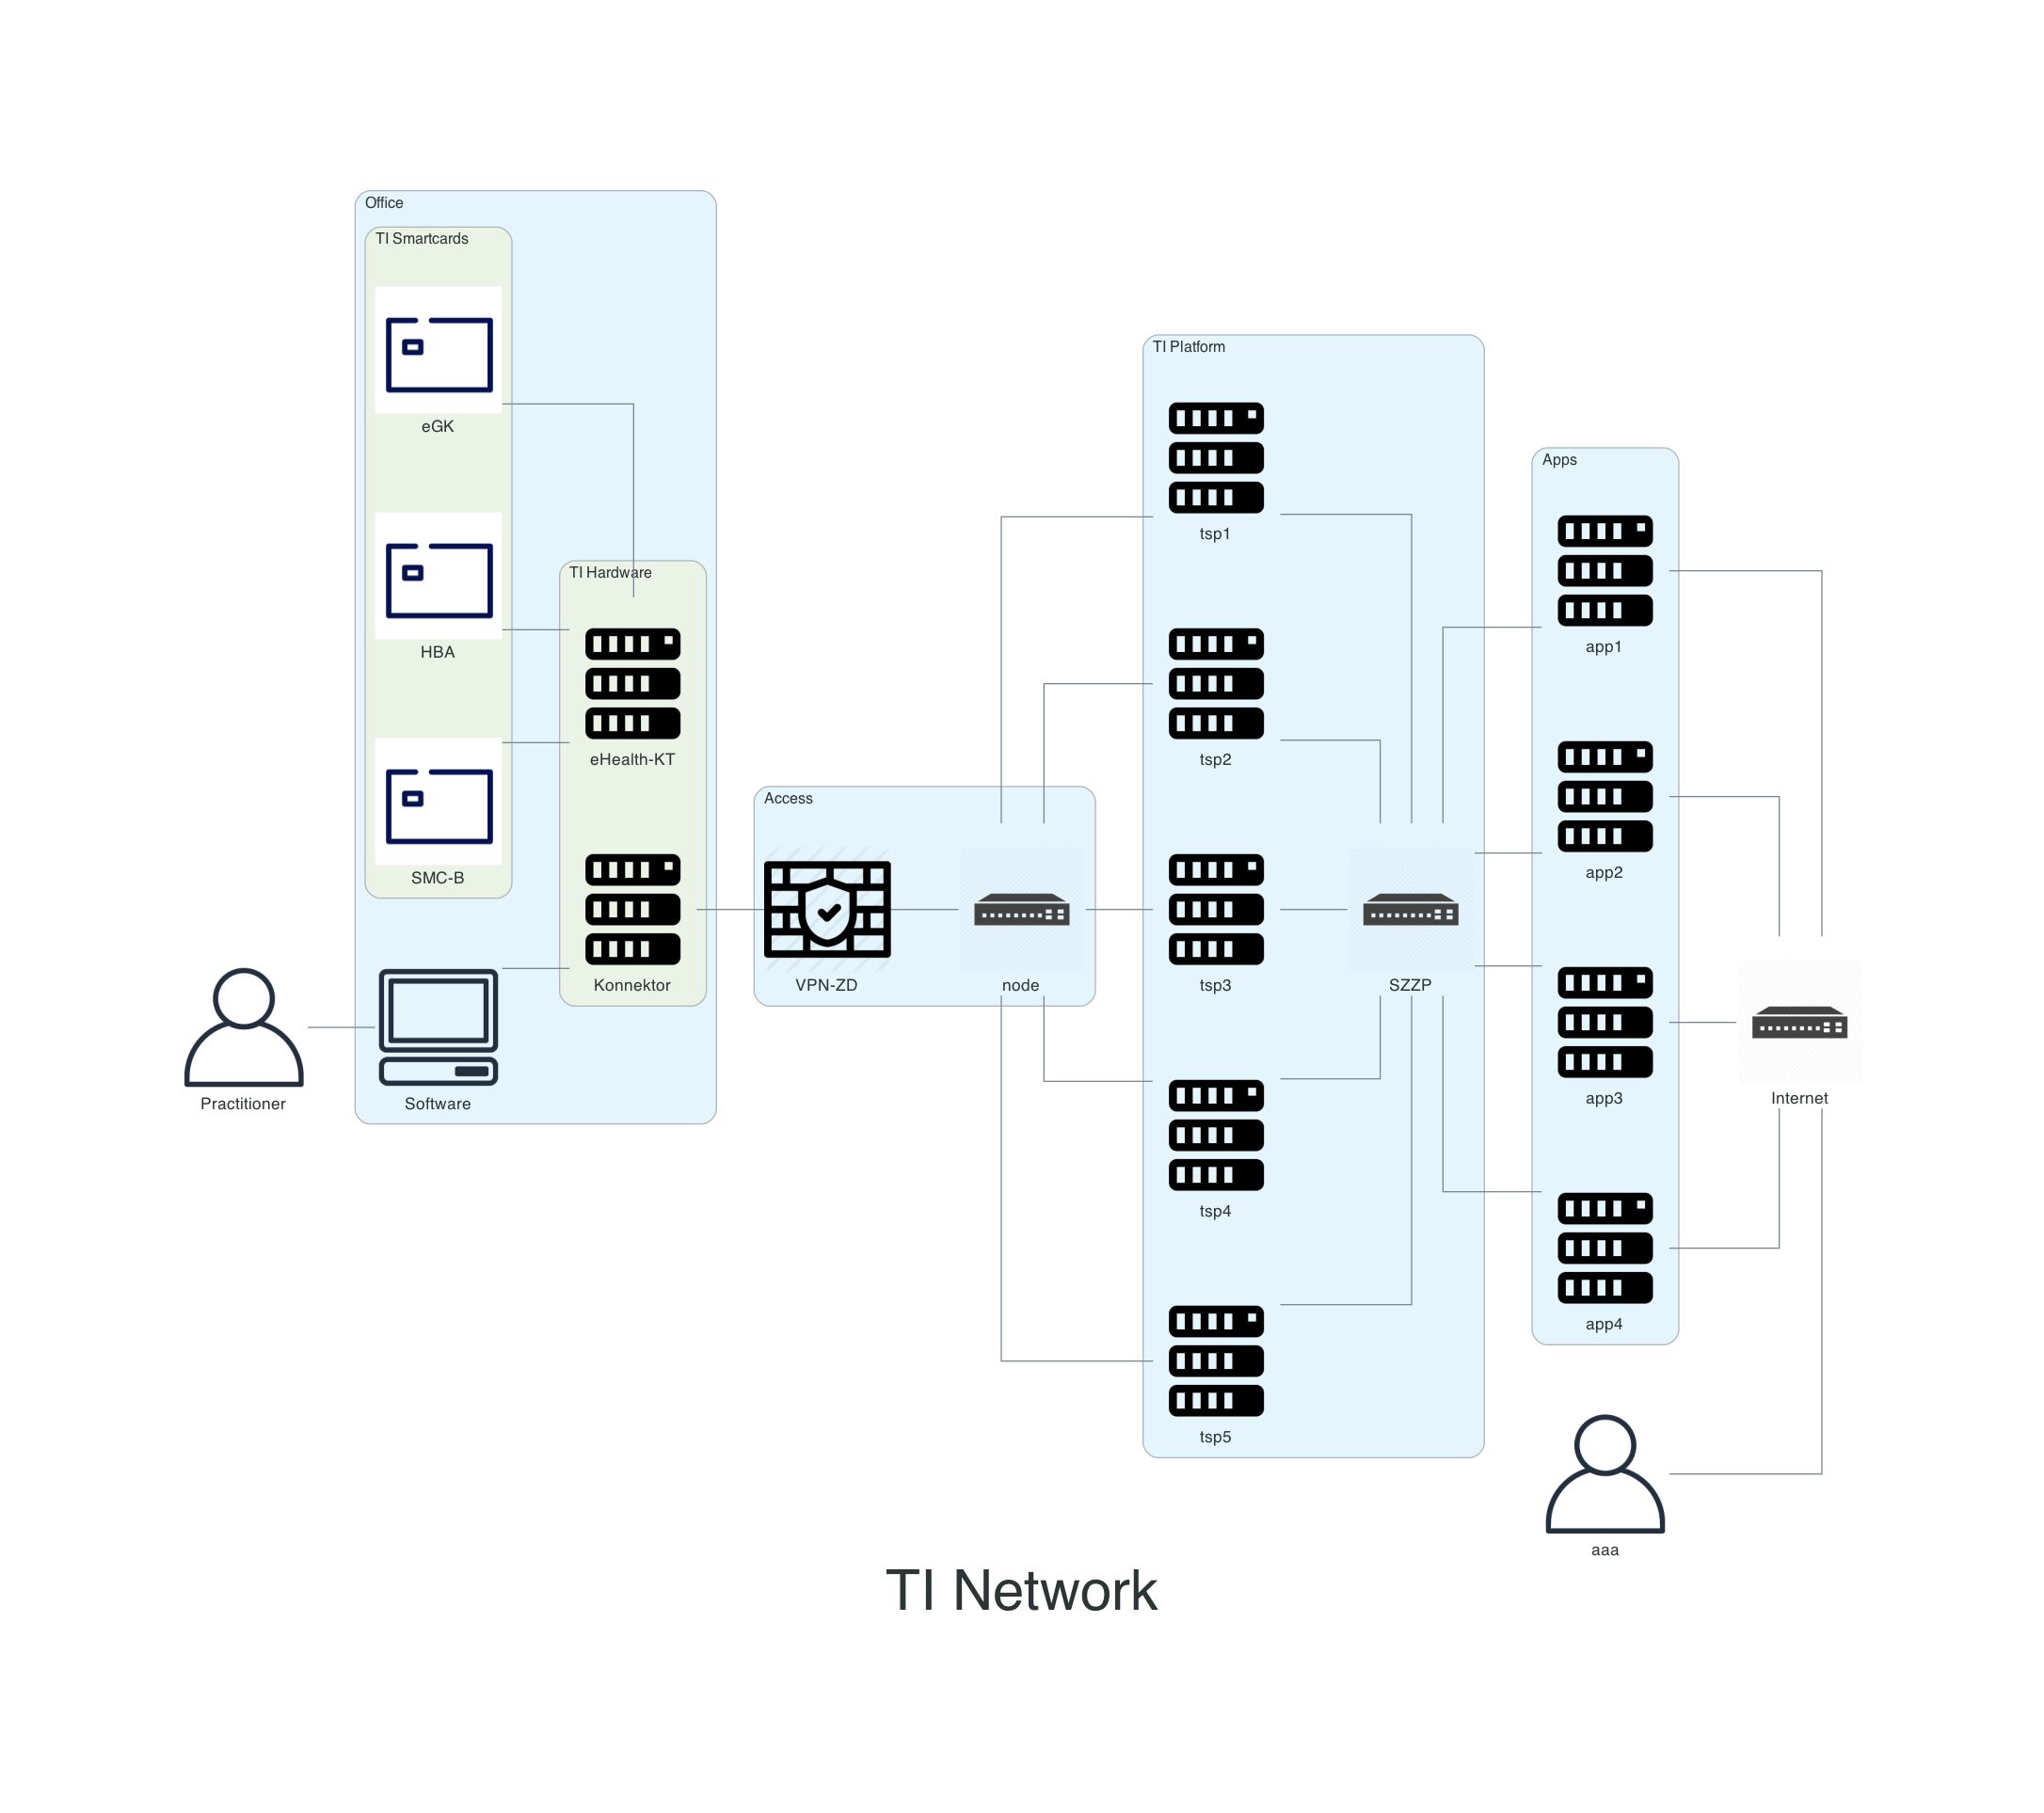 Office
TI Smartcards
eGK
HBA
SMC-B
TI Hardware
eHealth-KT
Konnektor
Practitioner
Software
Access
VPN-ZD
node
TI Platform
tsp1
tsp2
tsp3
tsp4
tsp5
SZZP
Apps
app1
app2
app3
app4
Internet
aaa
TI Network